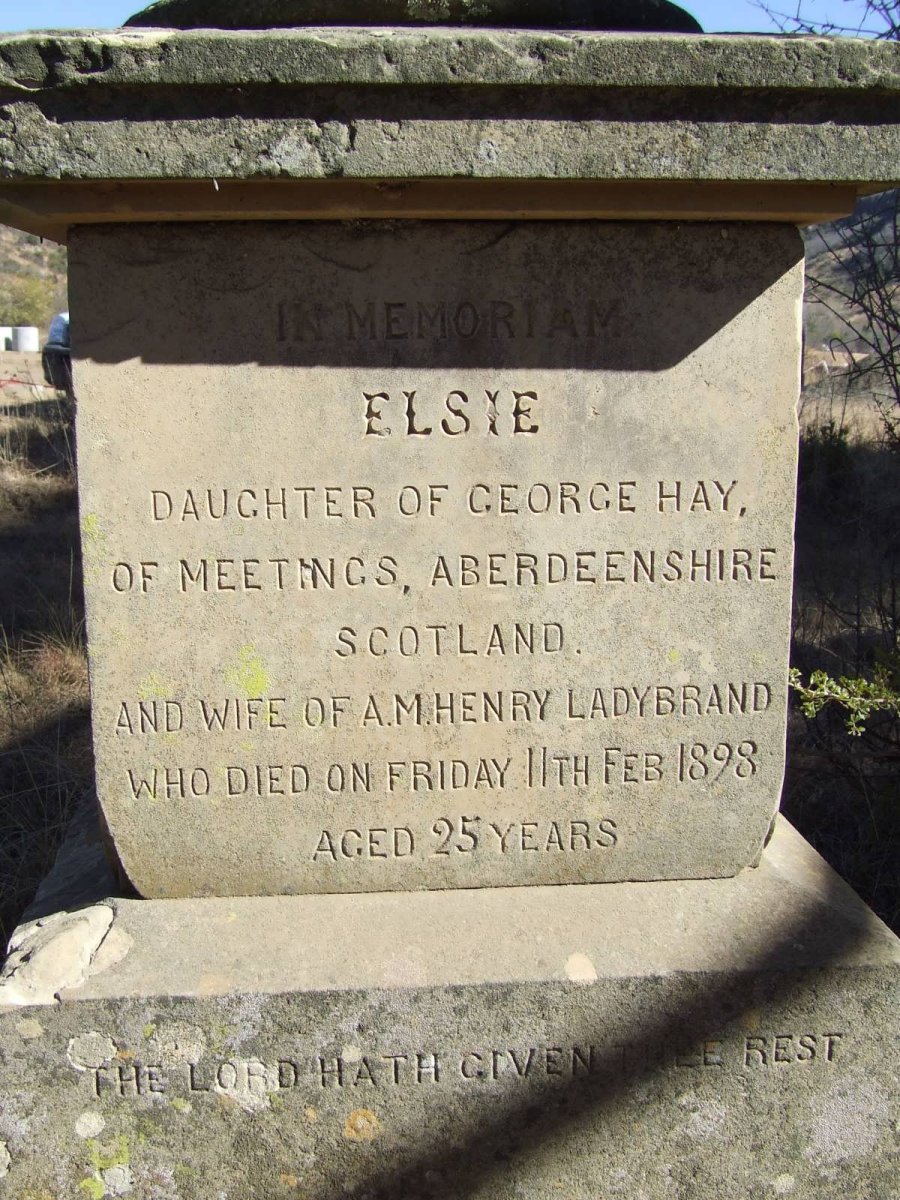 IN MEMORIAM
ELSIE
DAUGHTER OF GEORGE HAY,
OF MEETINGS, ABERDEENSHIRE
SCOTLAND.
AND WIFE OF A.M.HENRY LADYBRAND
WHO DIED ON FRIDAY 11TH FEB 1898
AGED 25 YEARS
THE LORD HATH GIVEN THEE REST